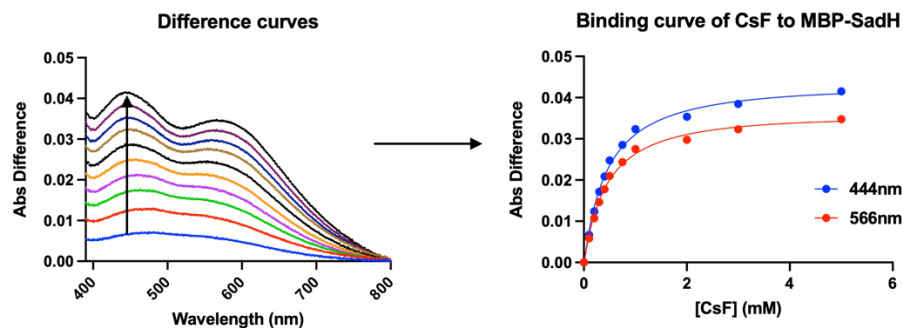 Difference curves
Abs Difference
0.05
0.04
0.03
0.02
0.01
0.00
400
500
600
700
800
Wavelength (nm)
Binding curve of CsF to MBP-SadH
Abs Difference
0.05
0.04
0.03
0.02
0.01
0.00
444nm
566nm
0
2
4
6
[CsF] (mM)